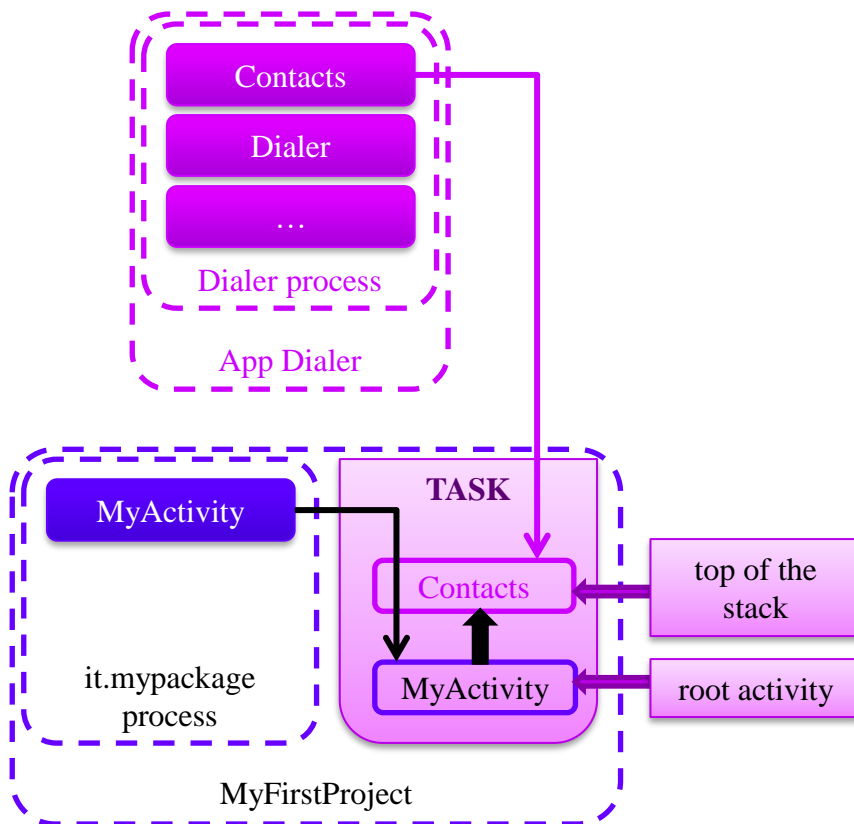 Contacts
Dialer
…
Dialer process
App Dialer
MyActivity
TASK
Contacts
top of the
stack
MyActivity
root activity
it.mypackage
process
MyFirstProject